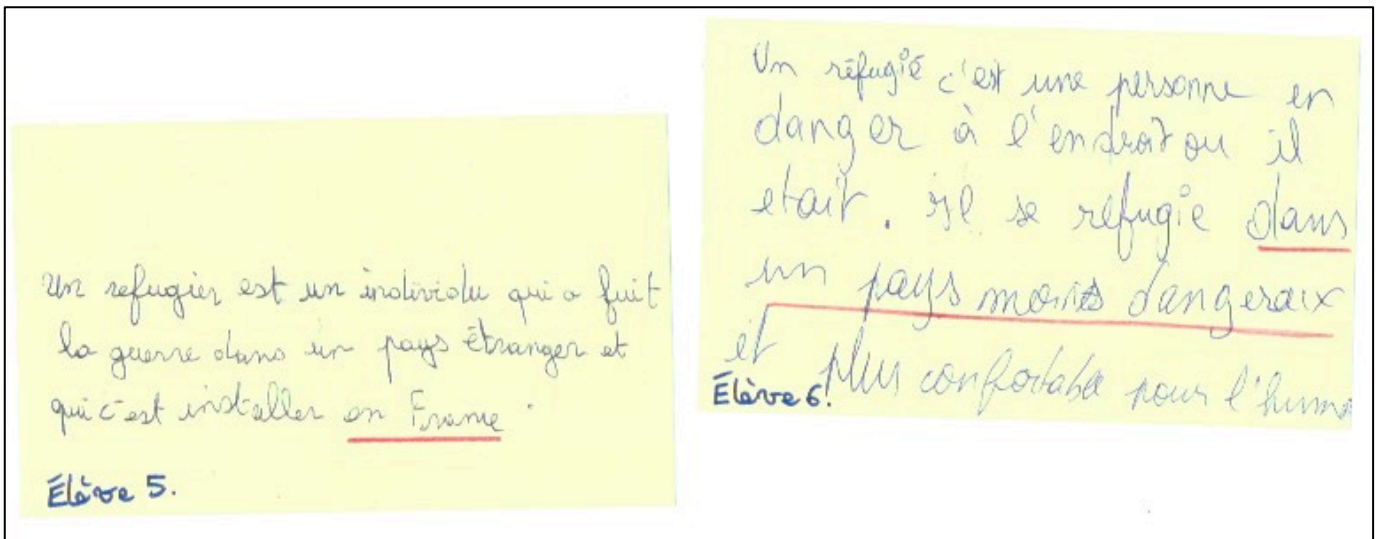 Un refugier est un individu qui a fuit
la guerre dans un pays étranger et
qui c'est installer en France.
Élève 5.
Un réfugié c'est une personne en
danger à l'endroit ou il
etait. Il se refugie dans
un pays moins dangeraix
et plus confortable pour l'huma
Élève 6.